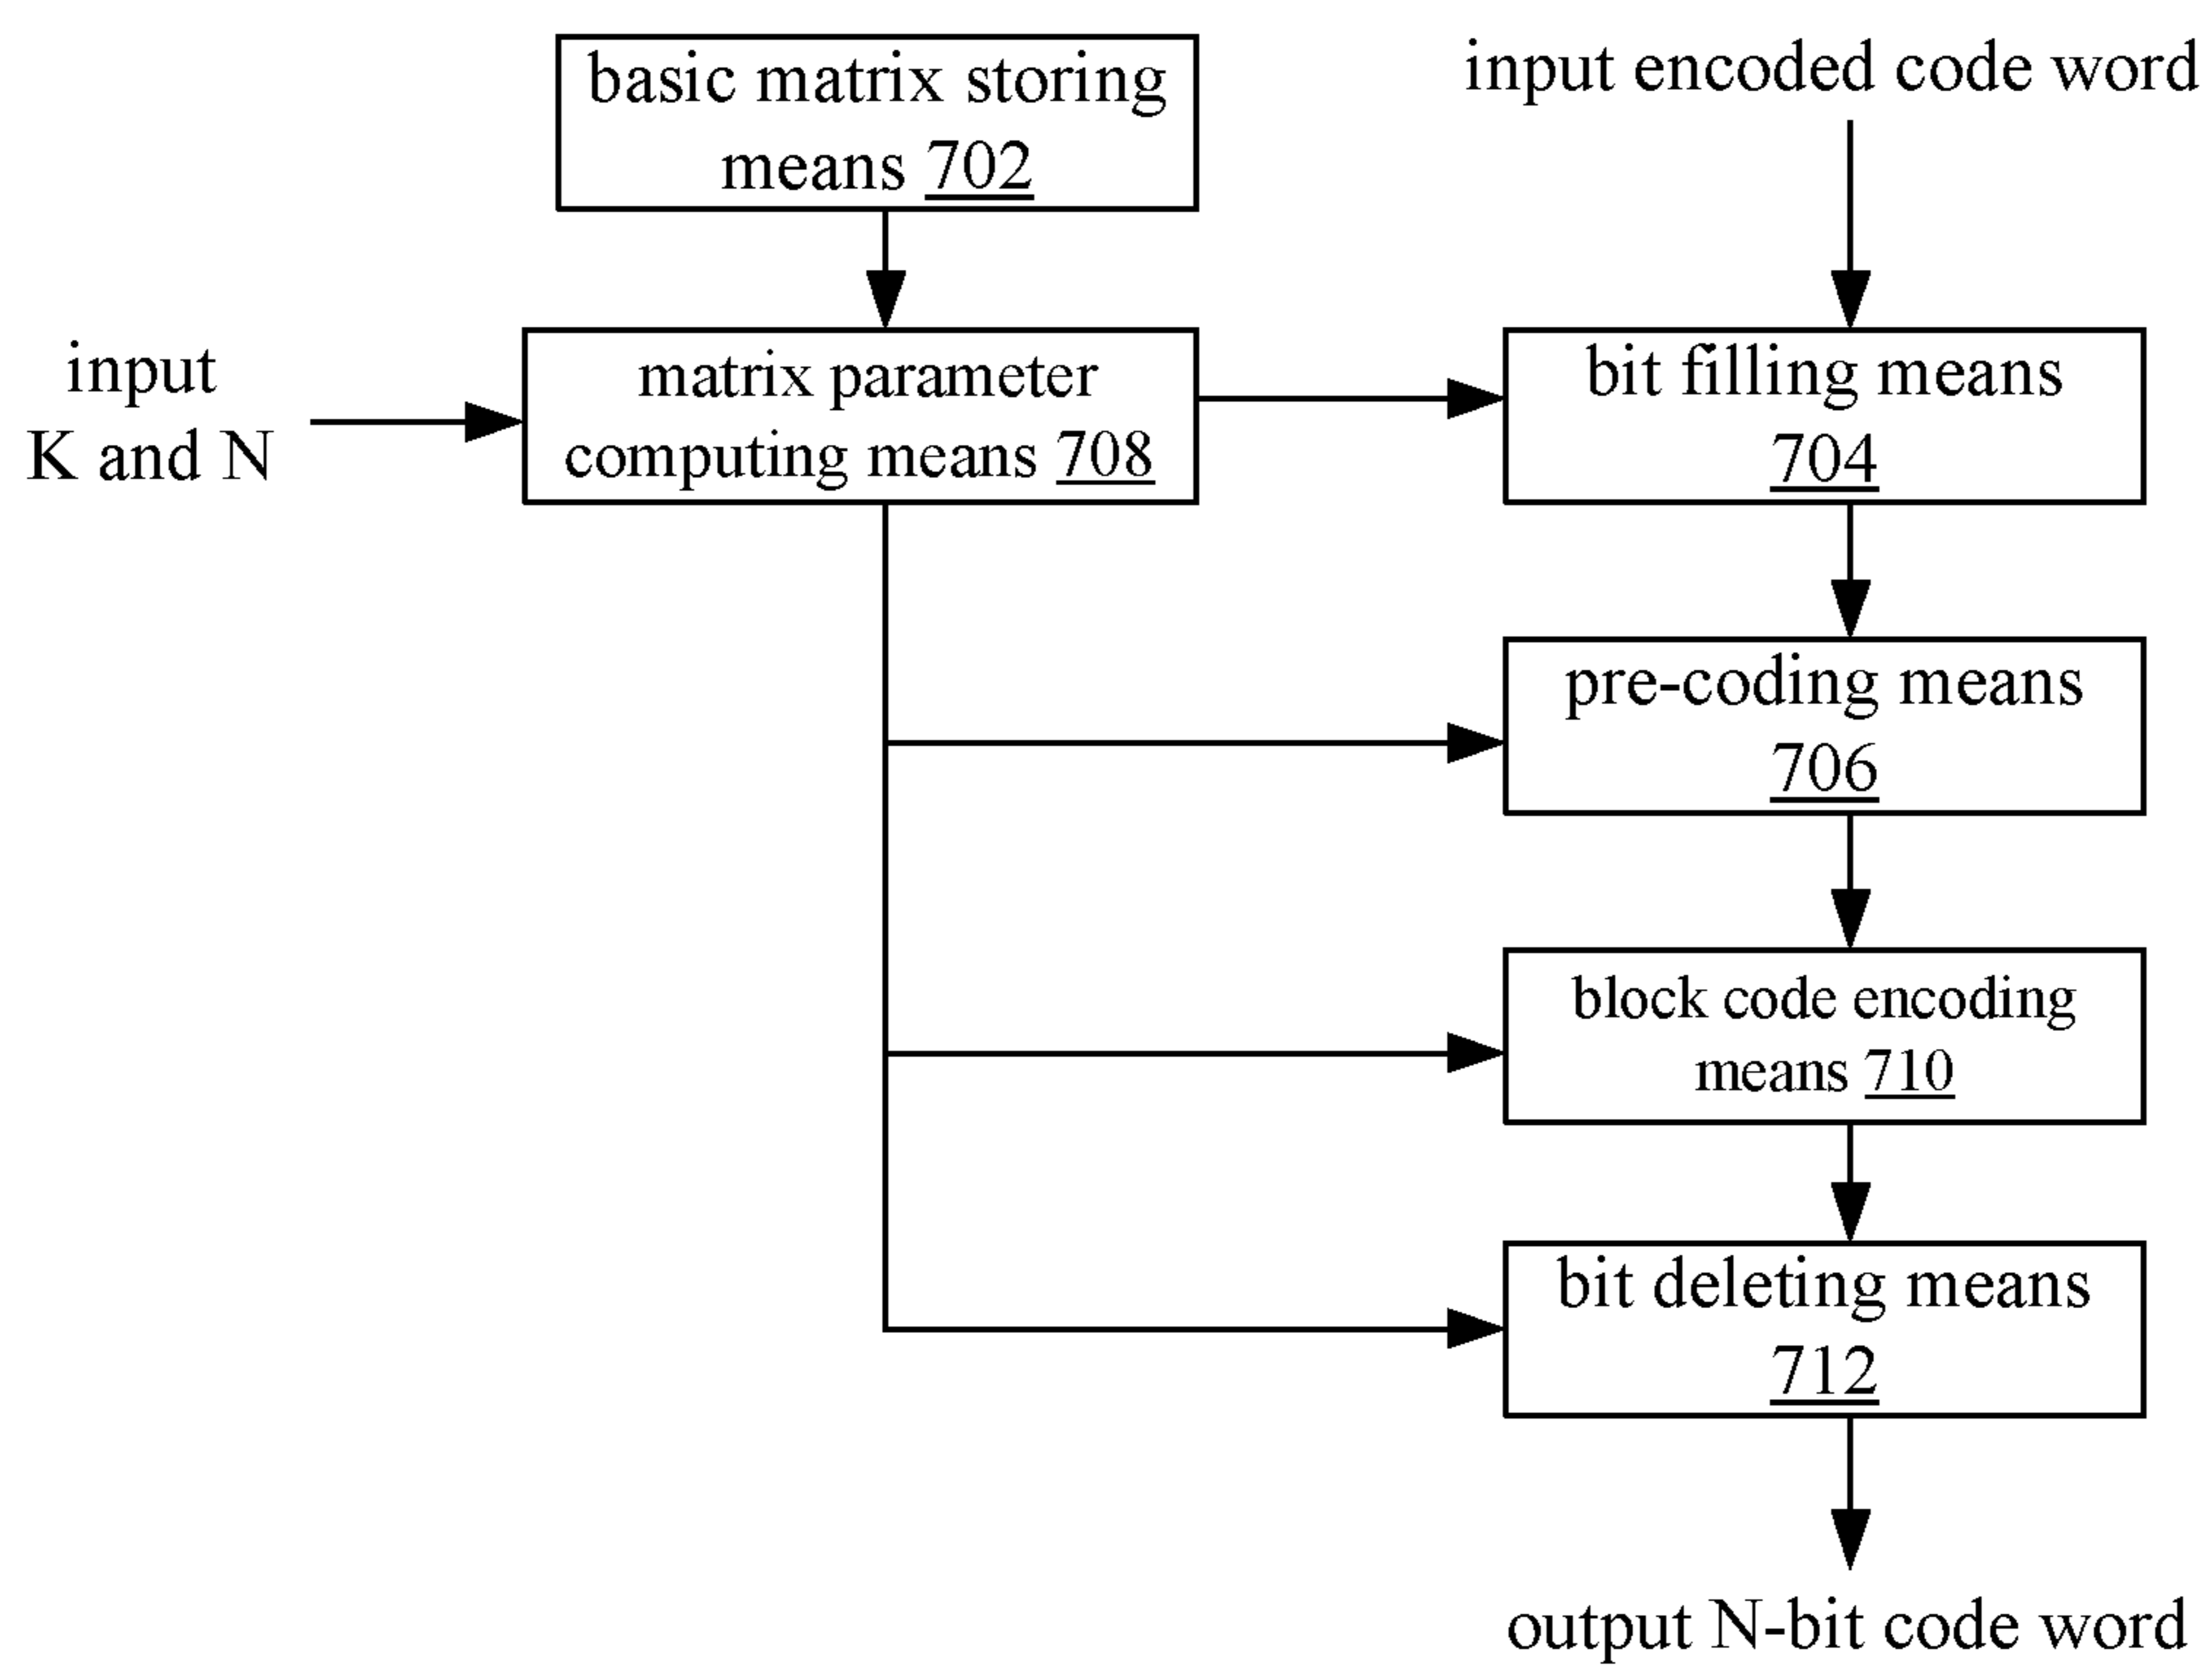 basic matrix storing
means 702
input encoded code word
input
K and N
matrix parameter
computing means 708
bit filling means
704
pre-coding means
706
block code encoding
means 710
bit deleting means
712
output N-bit code word